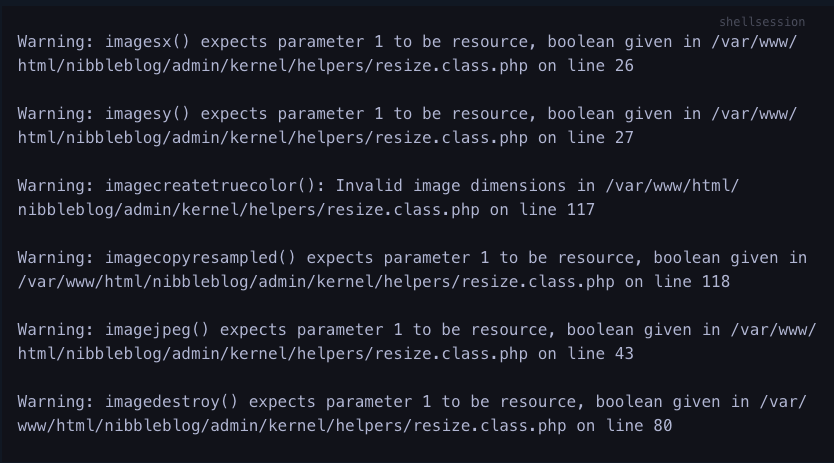 shellsession
Warning: imagesx() expects parameter 1 to be resource, boolean given in /var/www/
html/nibbleblog/admin/kernel/helpers/resize.class.php on line 26
Warning: imagesy() expects parameter 1 to be resource, boolean given in /var/www/
html/nibbleblog/admin/kernel/helpers/resize.class.php on line 27
Warning: imagecreatetruecolor(): Invalid image dimensions in /var/www/html/
nibbleblog/admin/kernel/helpers/resize.class.php on line 117
Warning: imagecopyresampled() expects parameter 1 to be resource, boolean given in
/var/www/html/nibbleblog/admin/kernel/helpers/resize.class.php on line 118
Warning: imagejpeg() expects parameter 1 to be resource, boolean given in /var/www/
html/nibbleblog/admin/kernel/helpers/resize.class.php on line 43
Warning: imagedestroy() expects parameter 1 to be resource, boolean given in /var/
www/html/nibbleblog/admin/kernel/helpers/resize.class.php on line 80